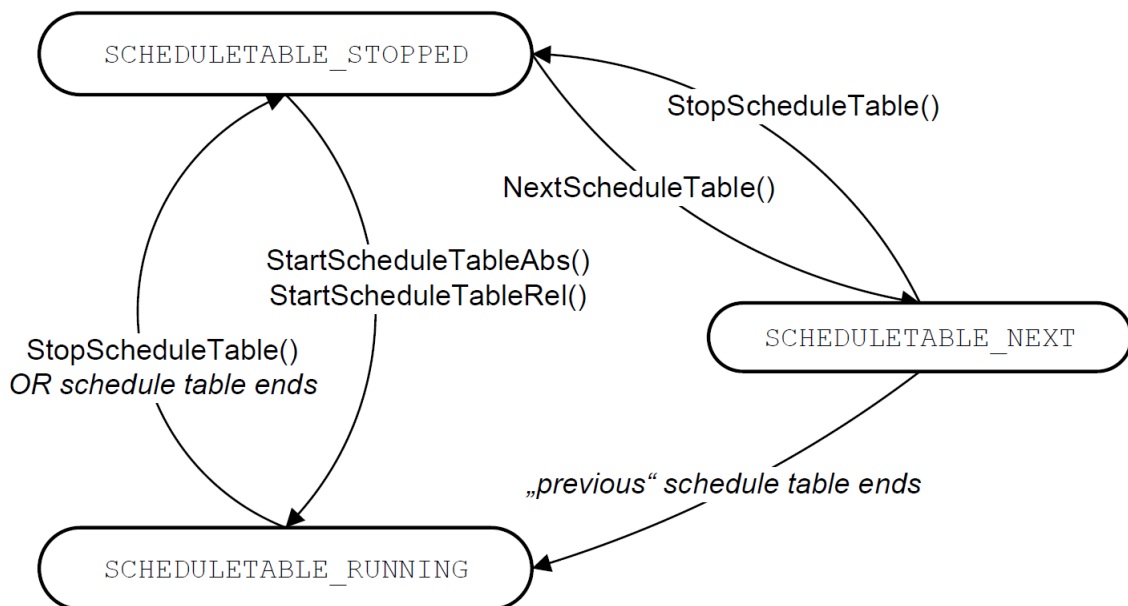 SCHEDULETABLE_STOPPED
StopScheduleTable()
NextScheduleTable()
StartScheduleTableAbs()
StartScheduleTableRel()
StopScheduleTable()
OR schedule table ends
SCHEDULETABLE_NEXT
„previous“ schedule table ends
SCHEDULETABLE_RUNNING